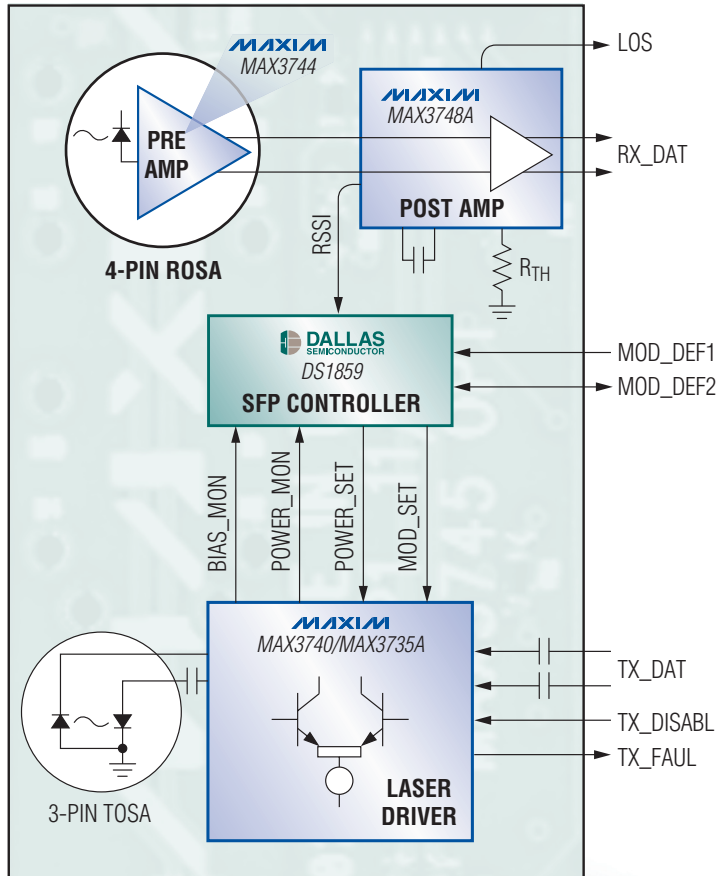 MAXIM
MAX3744
LOS
PRE
AMP
MAXIM
MAX3748A
RX_DAT
POST AMP
4-PIN ROSA
RSSI
RTH
DALLAS
SEMICONDUCTOR
DS1859
SFP CONTROLLER
MOD_DEF1
MOD_DEF2
BIAS_MON
POWER_MON
POWER_SET
MOD_SET
MAXIM
MAX3740/MAX3735A
TX_DAT
TX_DISABL
TX_FAUL
LASER
DRIVER
3-PIN TOSA